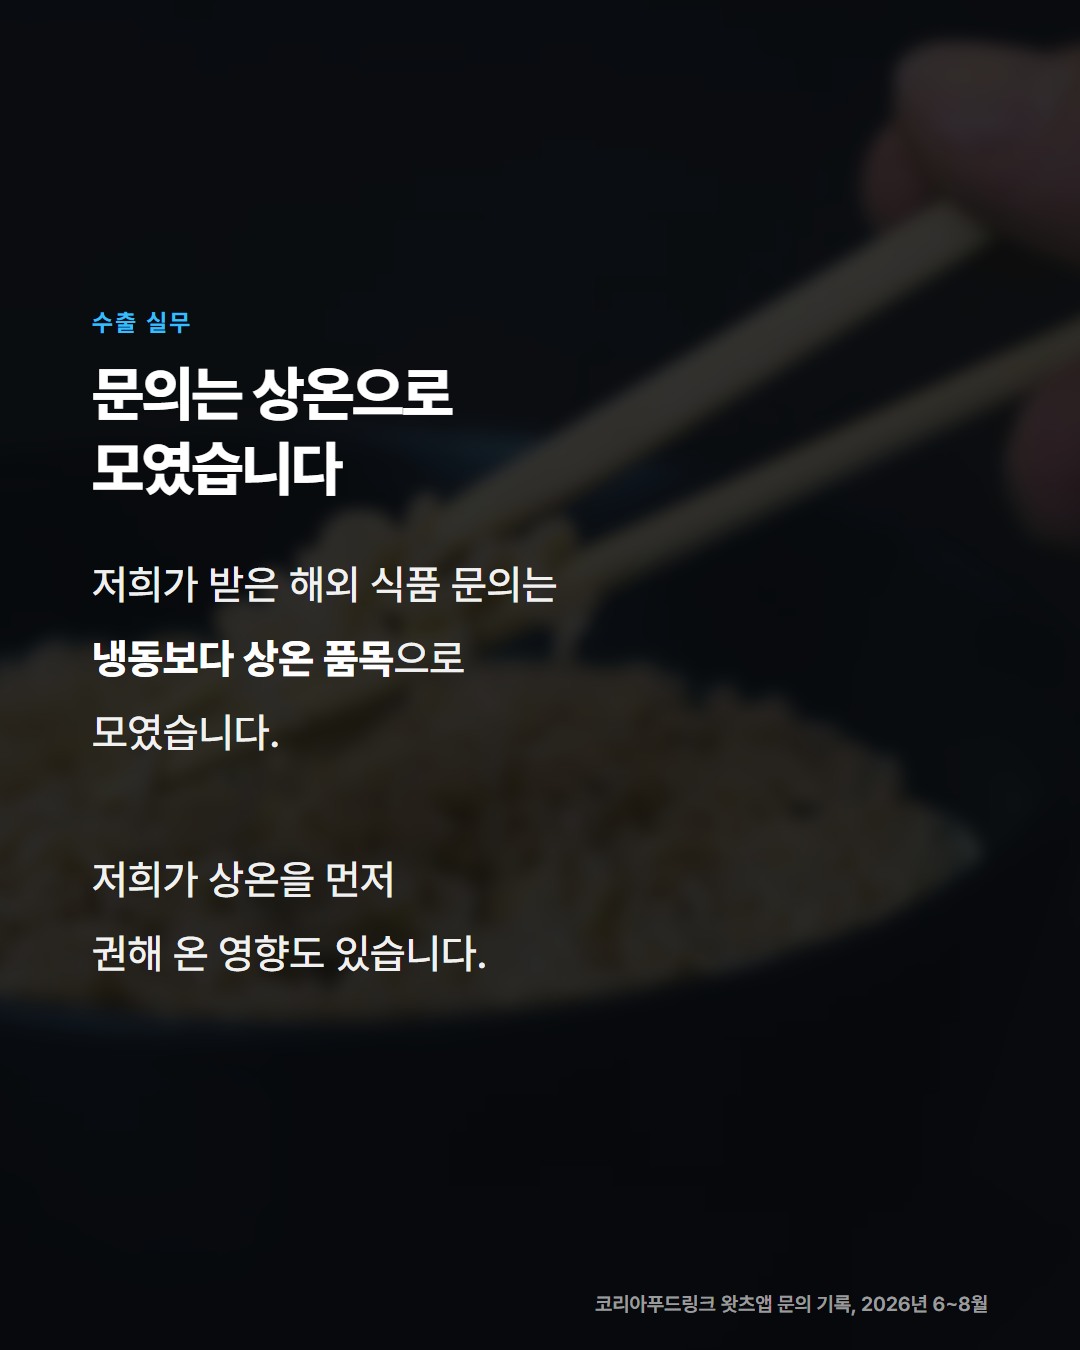 수출 실무
문의는 상온으로
모였습니다
저희가 받은 해외 식품 문의는
냉동보다 상온 품목으로
모였습니다.
저희가 상온을 먼저
권해 온 영향도 있습니다.
코리아푸드링크 왓츠앱 문의 기록, 2026년 6~8월